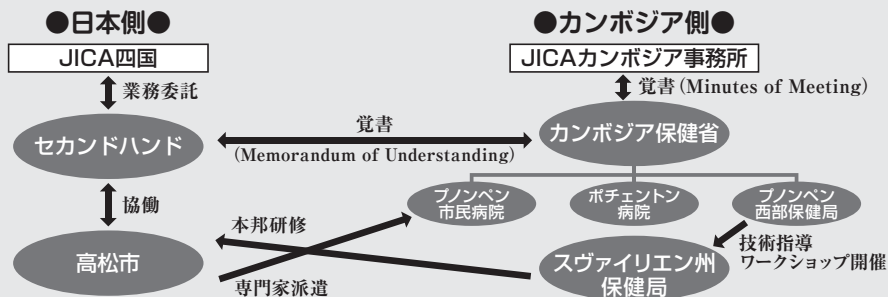 ●日本側●
●カンボジア側●
JICA四国
JICAカンボジア事務所
業務委託
覚書(Minutes of Meeting)
セカンドハンド
覚書
(Memorandum of Understanding)
カンボジア保健省
協働
プノンペン
市民病院
ポチェントン
病院
プノンペン
西部保健局
本邦研修
高松市
専門家派遣
スヴァイリエン州
保健局
技術指導
ワークショップ開催